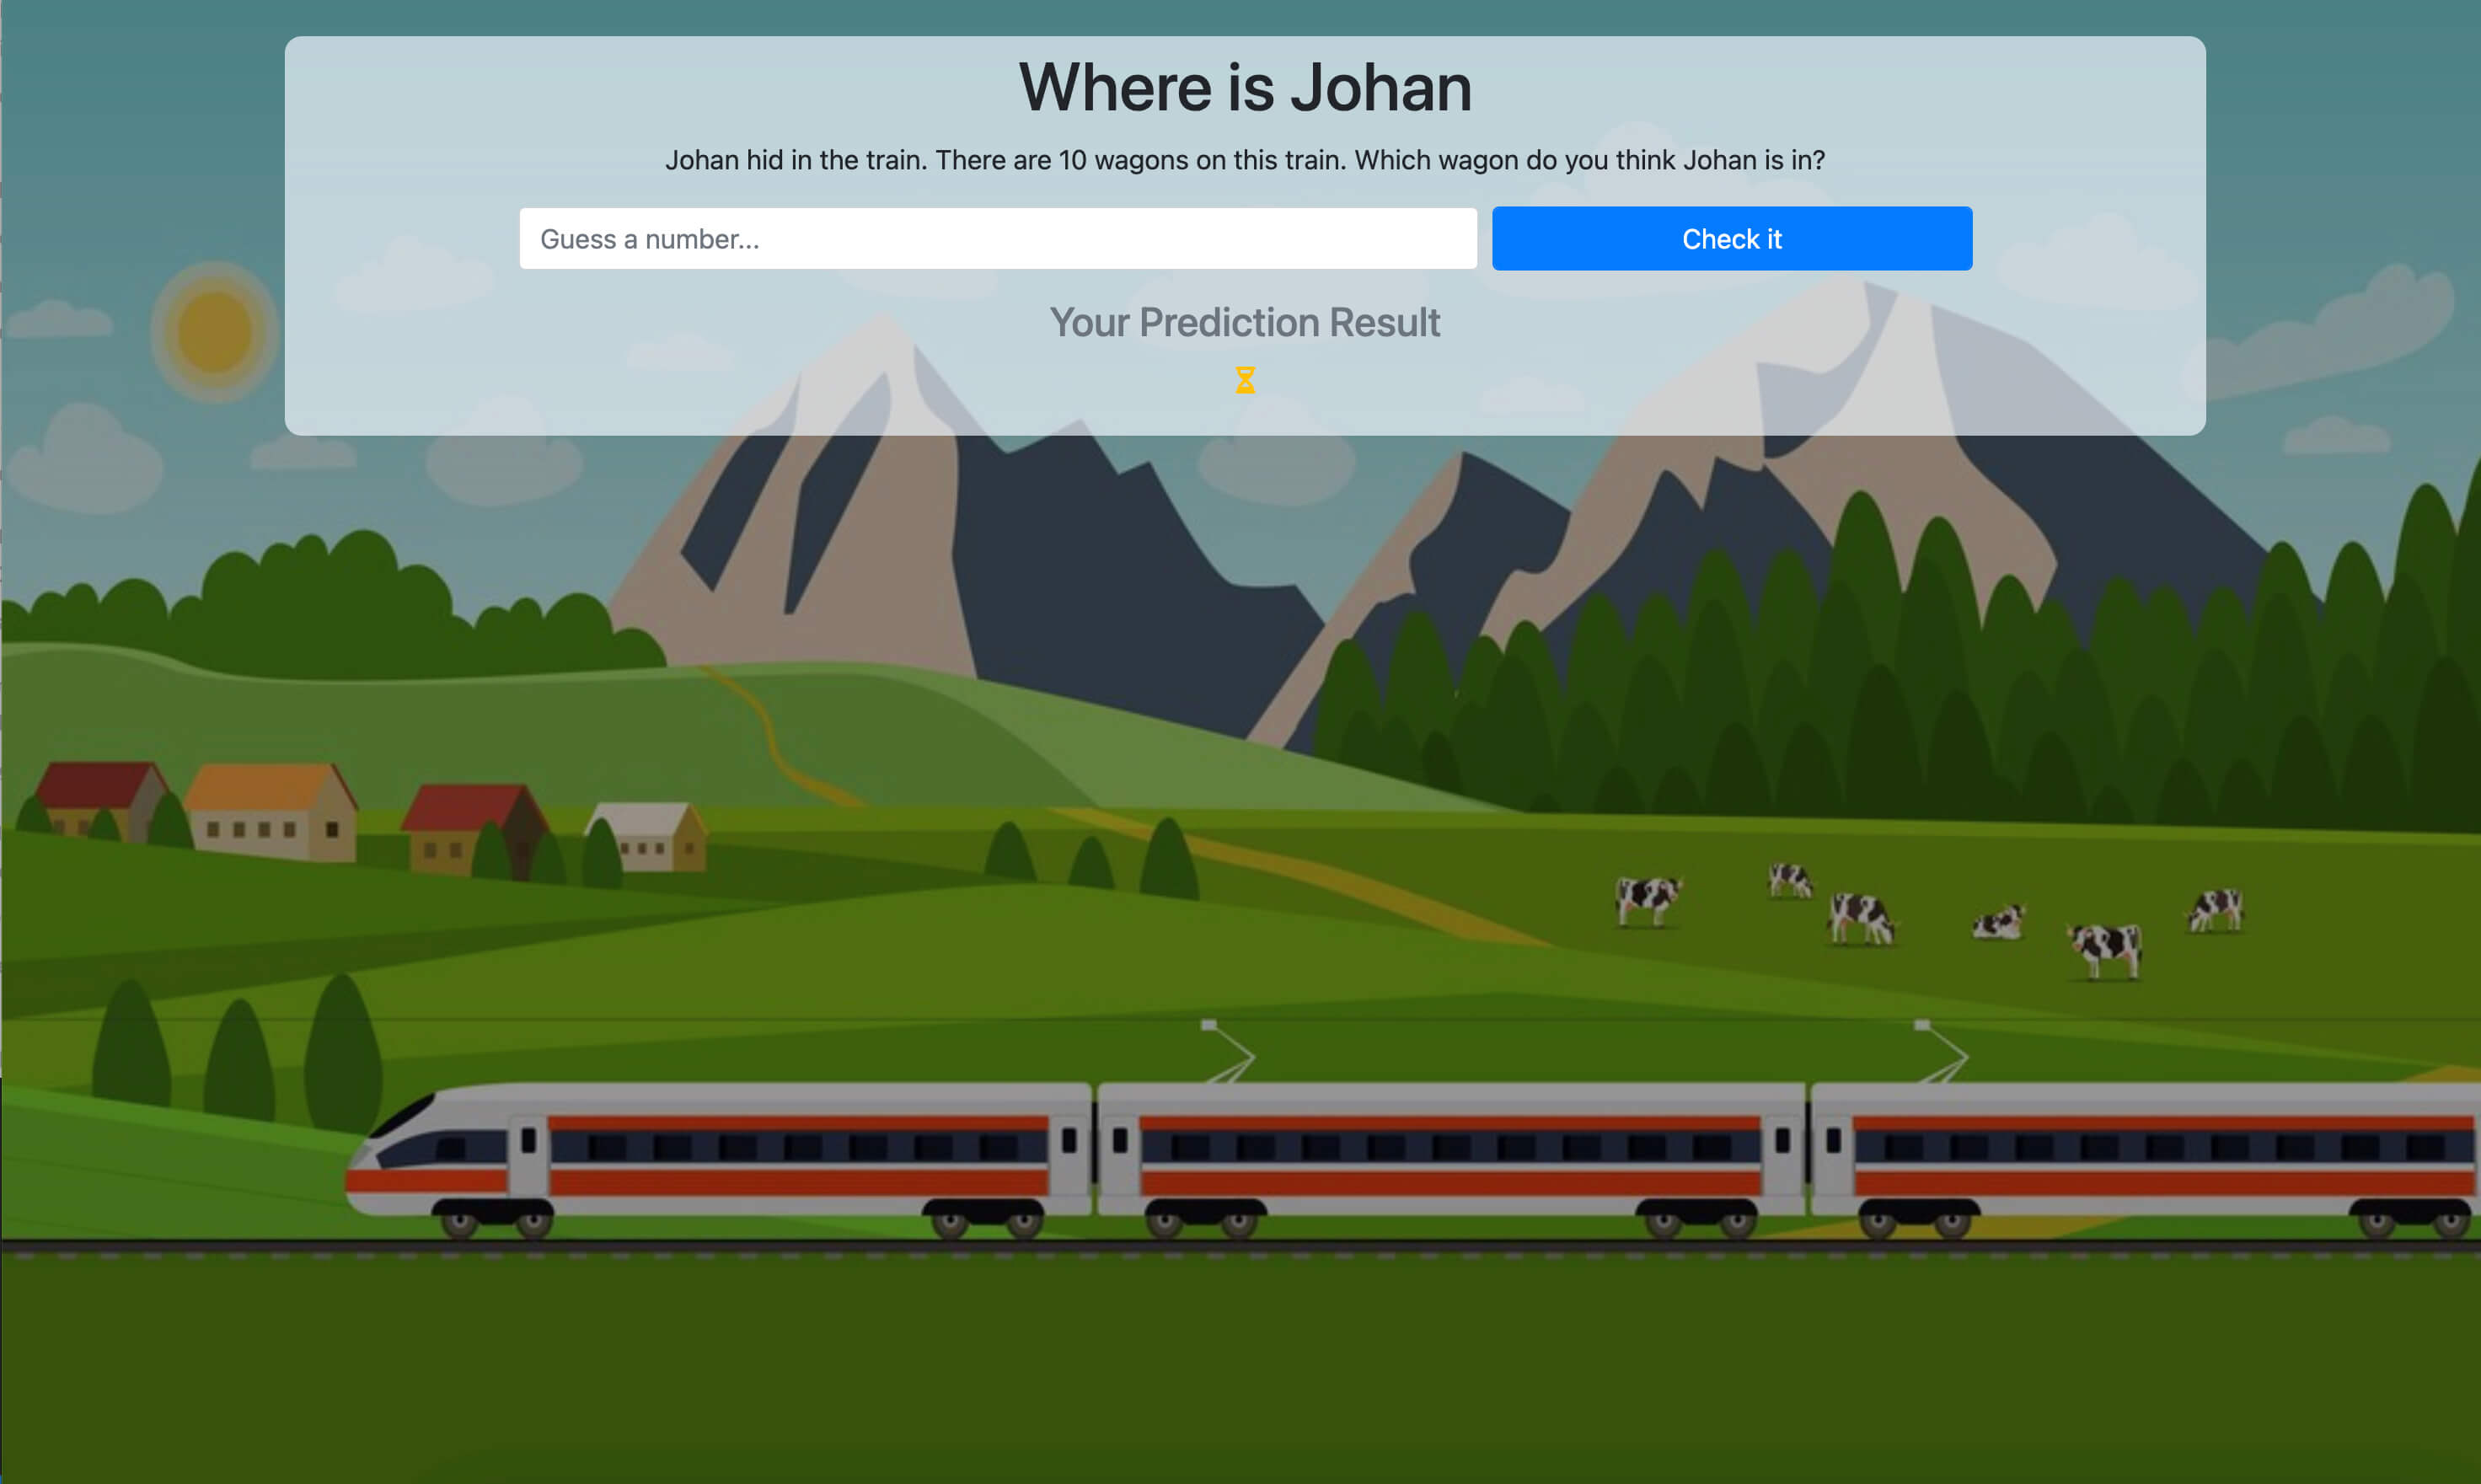 Where is Johan
Johan hid in the train. There are 10 wagons on this train. Which wagon do you think Johan is in?
Guess a number...
Check it
Your Prediction Result